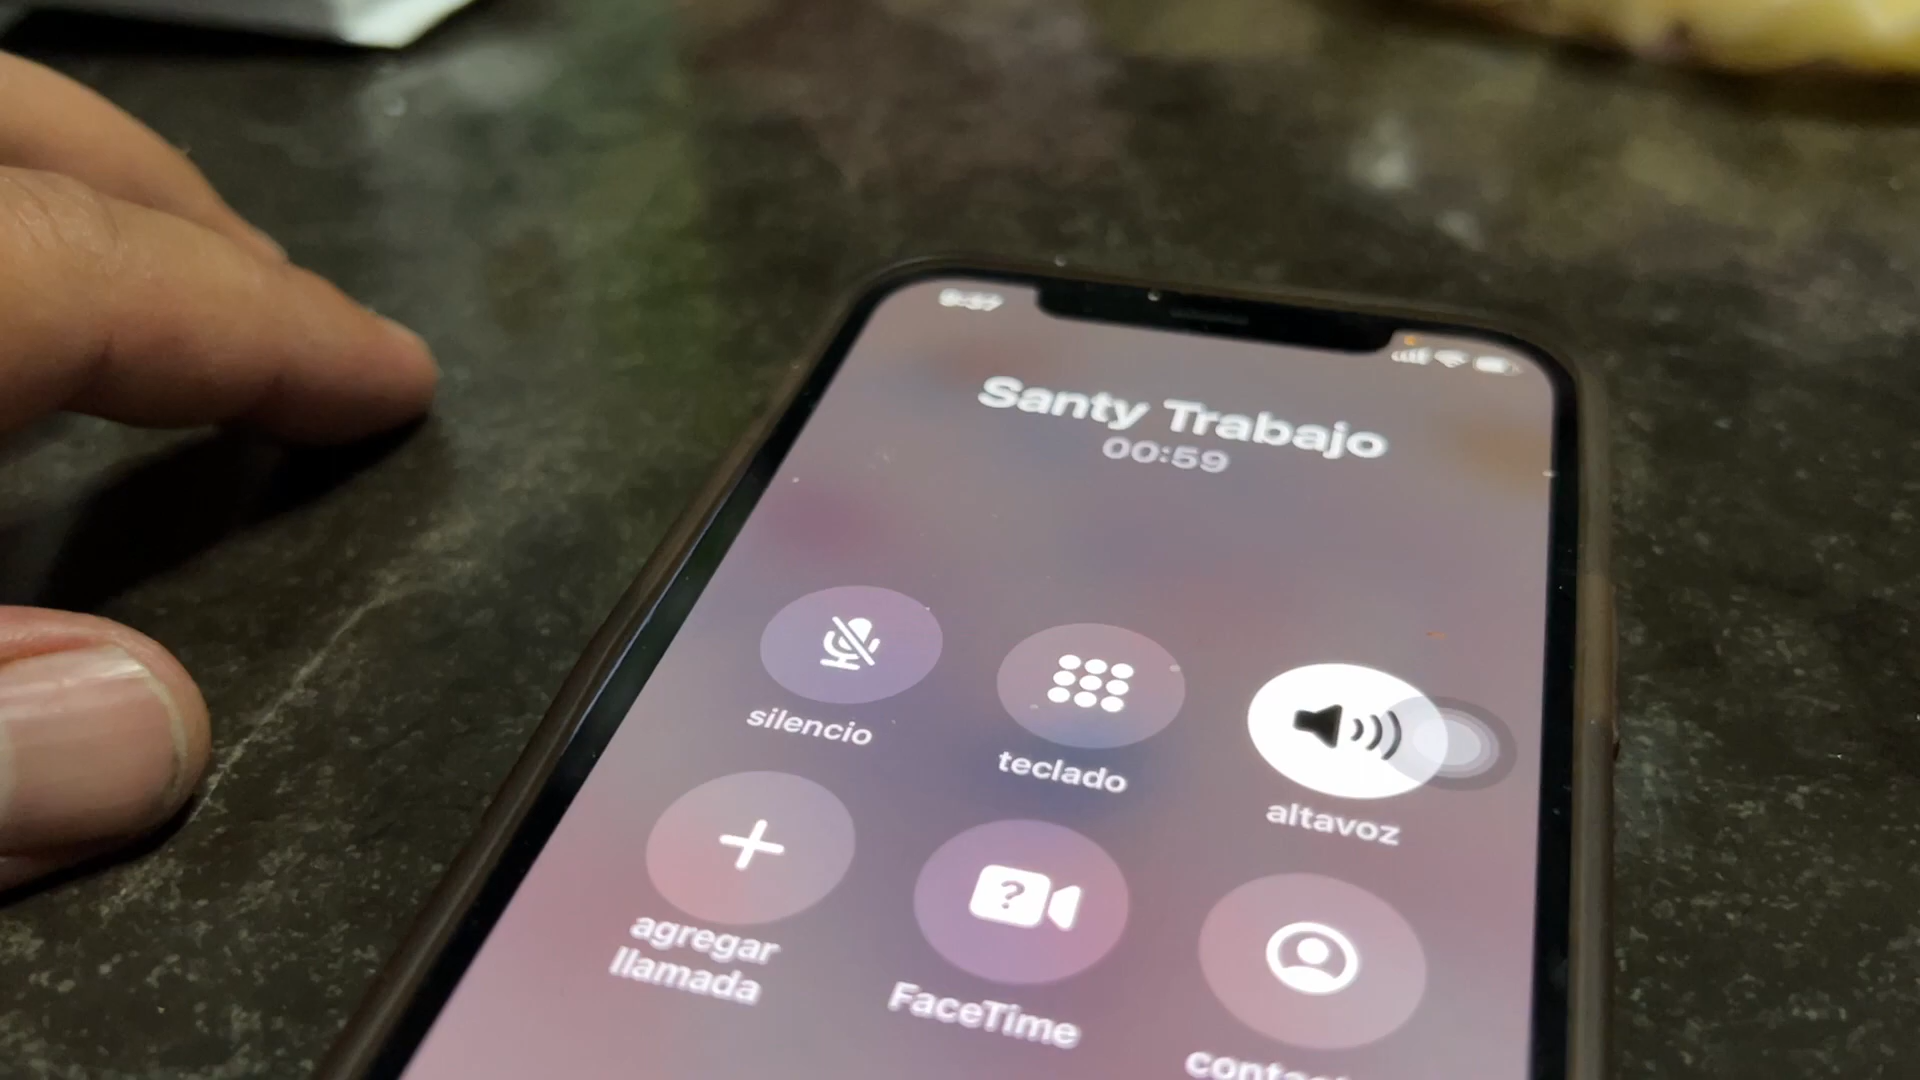 Santy Trabajo
00:59
silencio
teclado
altavoz
agregar
llamada
?
FaceTime